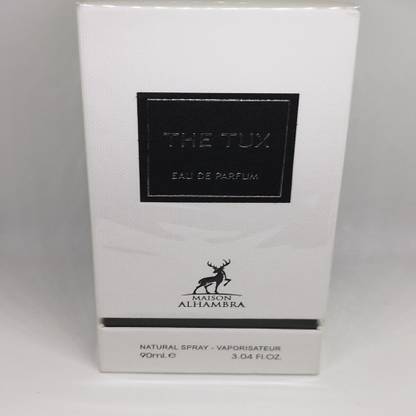 THE TUX
EAU DE PARFUM
MAISON
ALHAMBRA
NATURAL SPRAY - VAPORISATEUR
90ml.℮ 3.04 Fl.OZ.